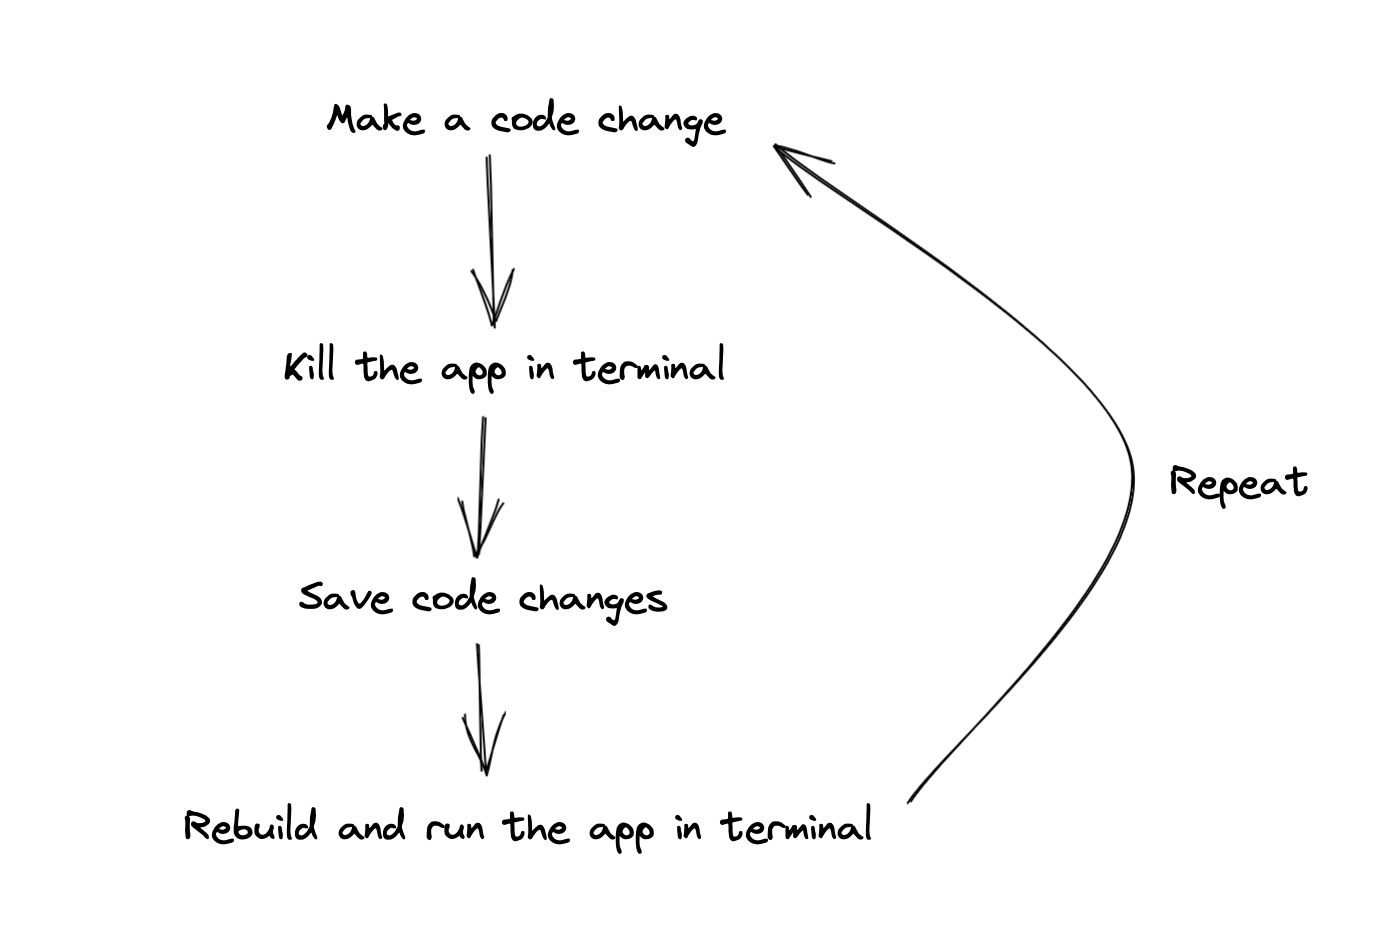 Make a code change
Kill the app in terminal
Repeat
Save code changes
Rebuild and run the app in terminal